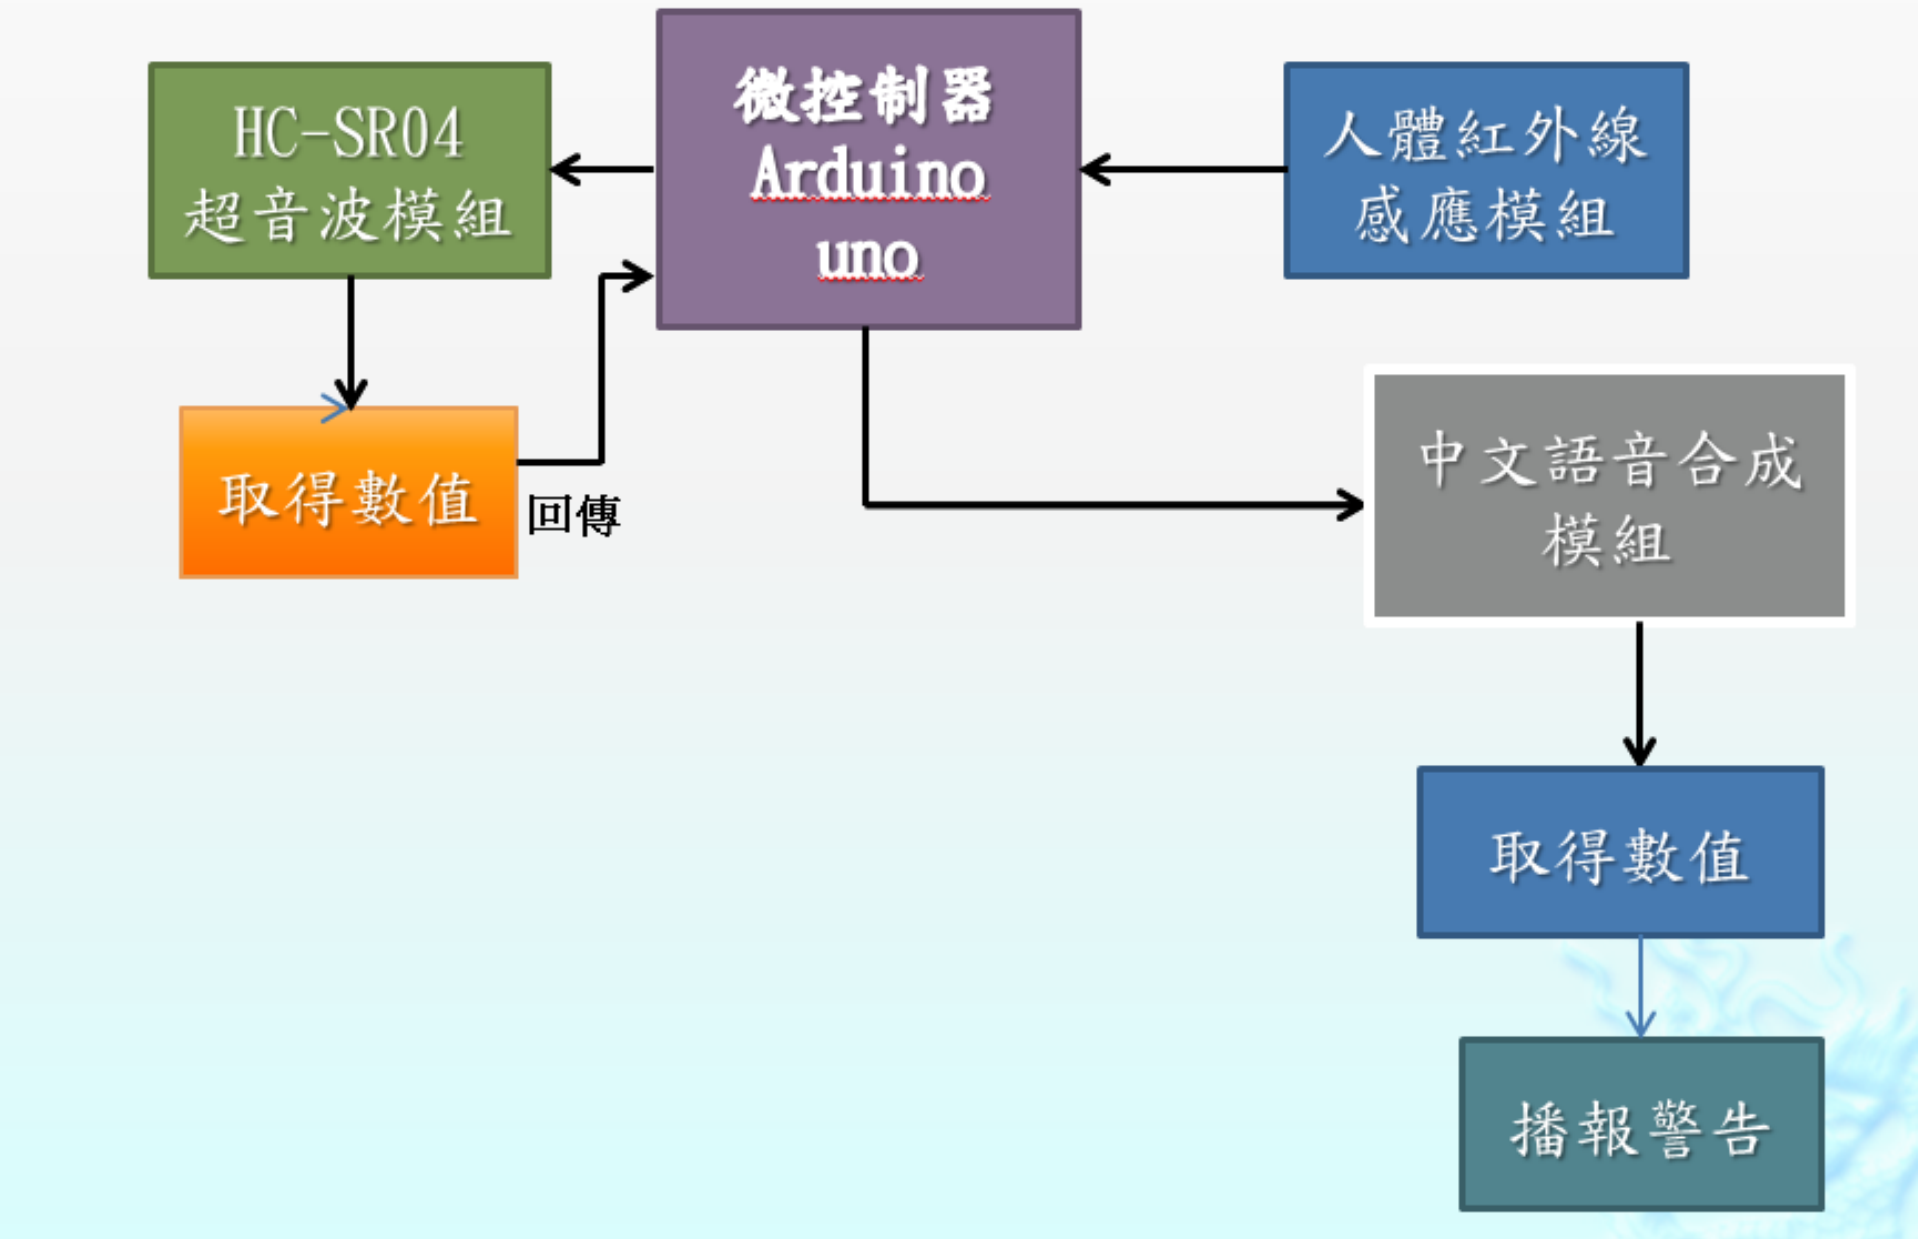 HC-SR04
超音波模組
微控制器
Arduino
uno
人體紅外線
感應模組
取得數值
回傳
中文語音合成
模組
取得數值
播報警告